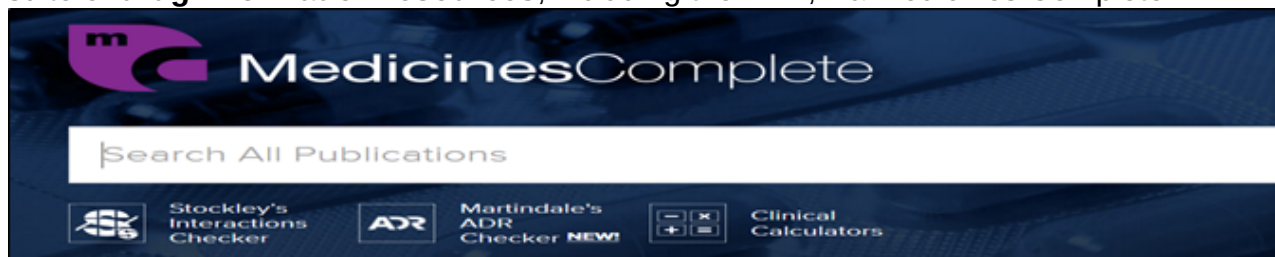 m
MedicinesComplete
Search All Publications
Stockley's
Interactions
Checker
ADR
Martindale's
ADR
Checker NEW!
− ×
+ =
Clinical
Calculators